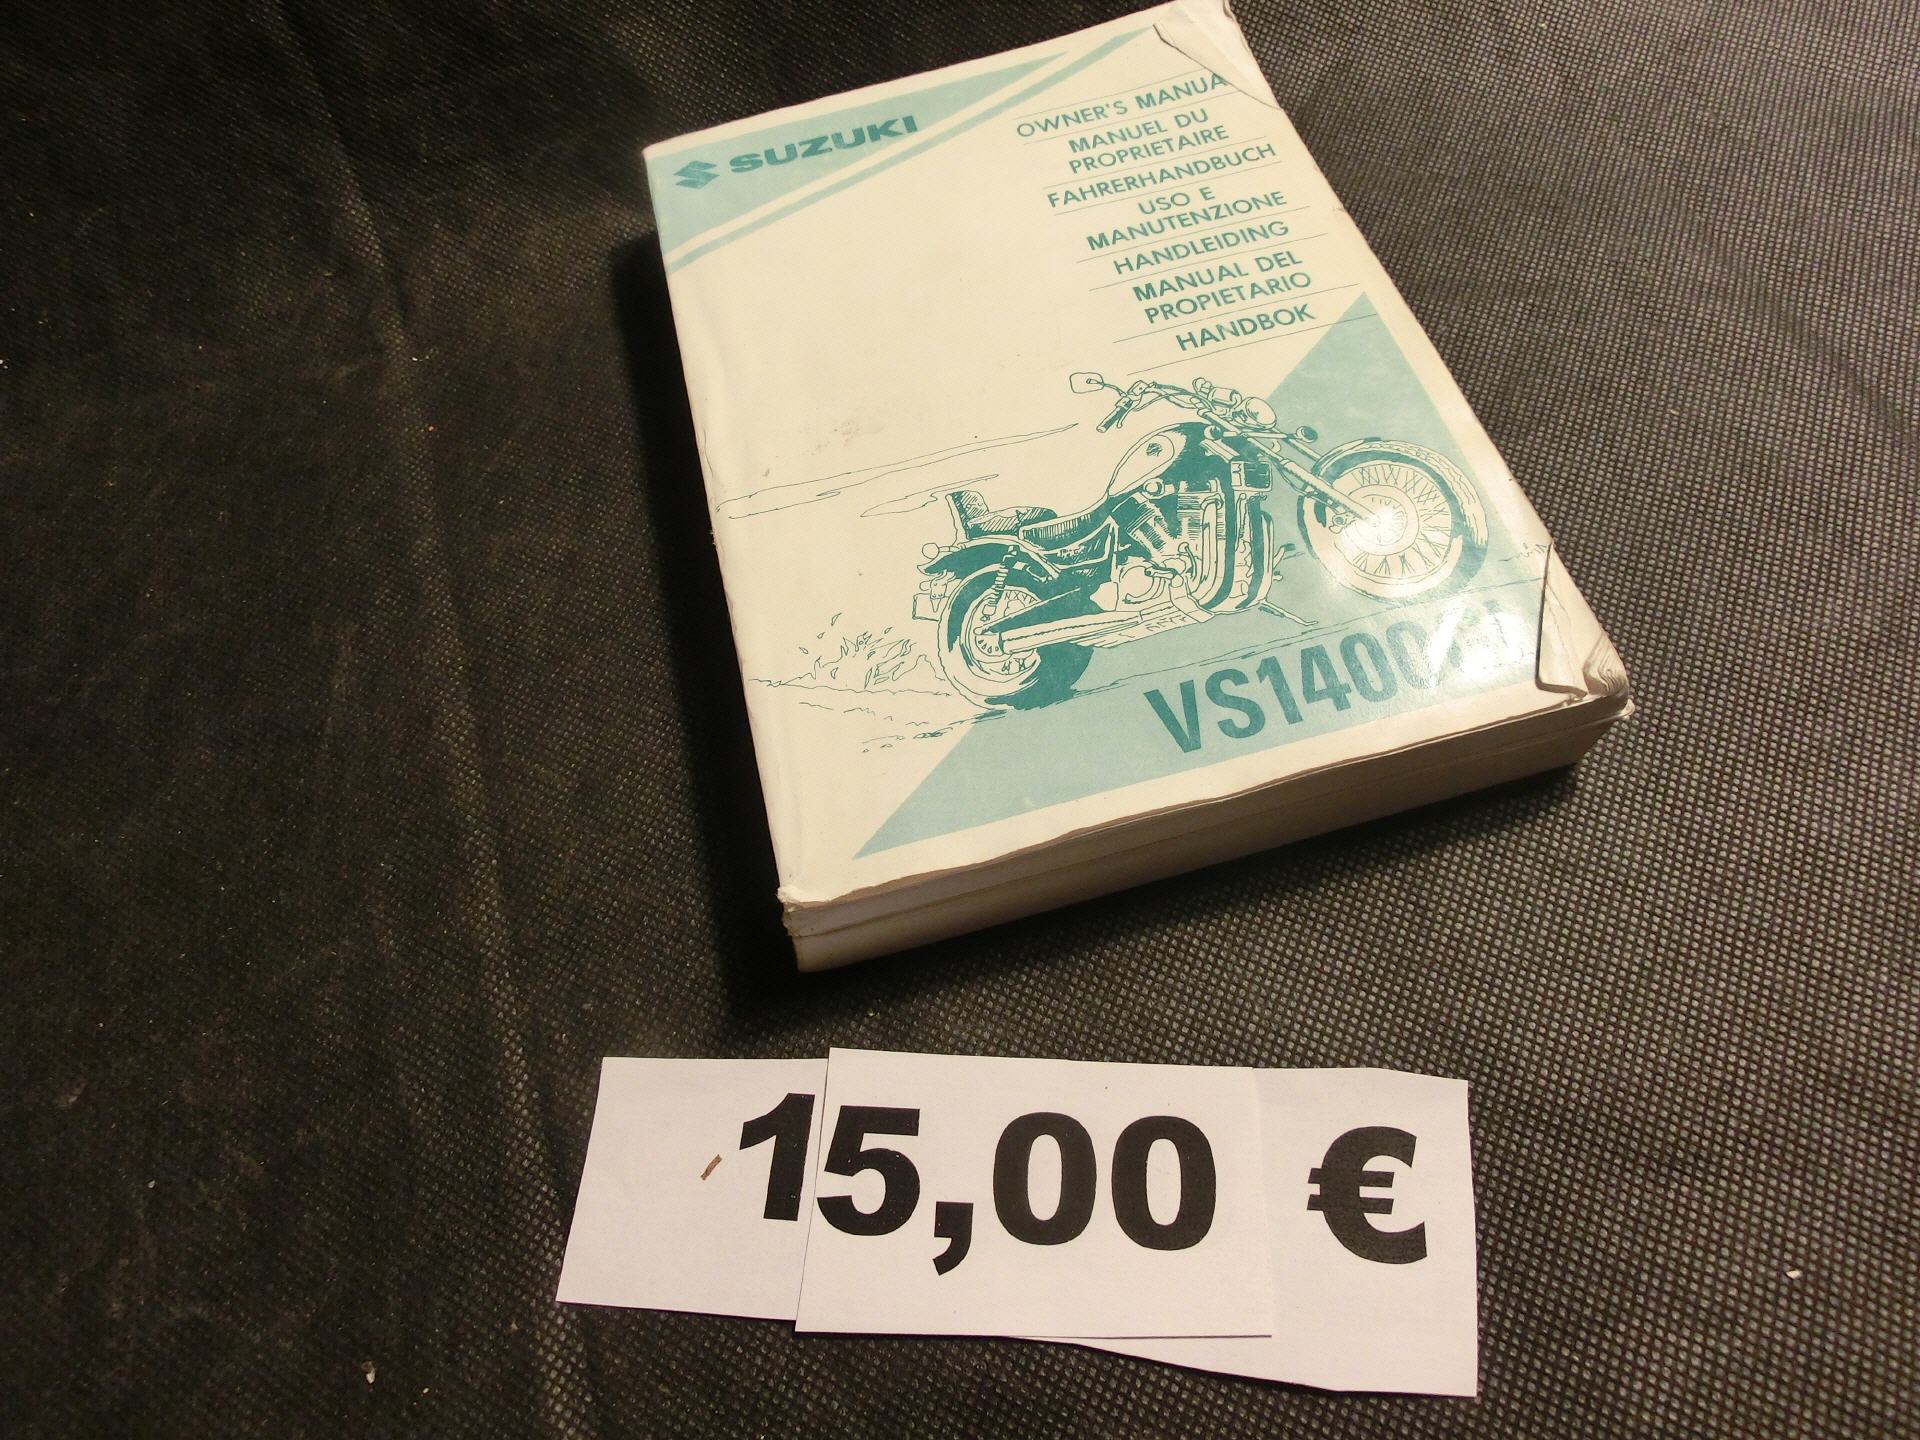 SUZUKI
OWNER'S MANUA
MANUEL DU
PROPRIETAIRE
FAHRERHANDBUCH
USO E
MANUTENZIONE
HANDLEIDING
MANUAL DEL
PROPIETARIO
HANDBOK
VS1400
15,00 €